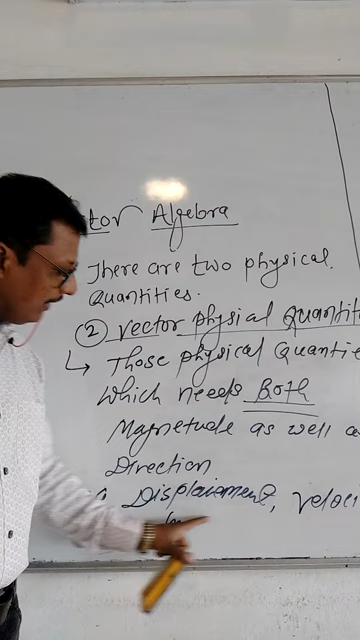 tor Algebra
There are two physical
Quantities.
② Vector physial Quantit
↳ Those physical Quantie
Which needs Both
Magnetude as well a
Direction
Displaiament, veloci